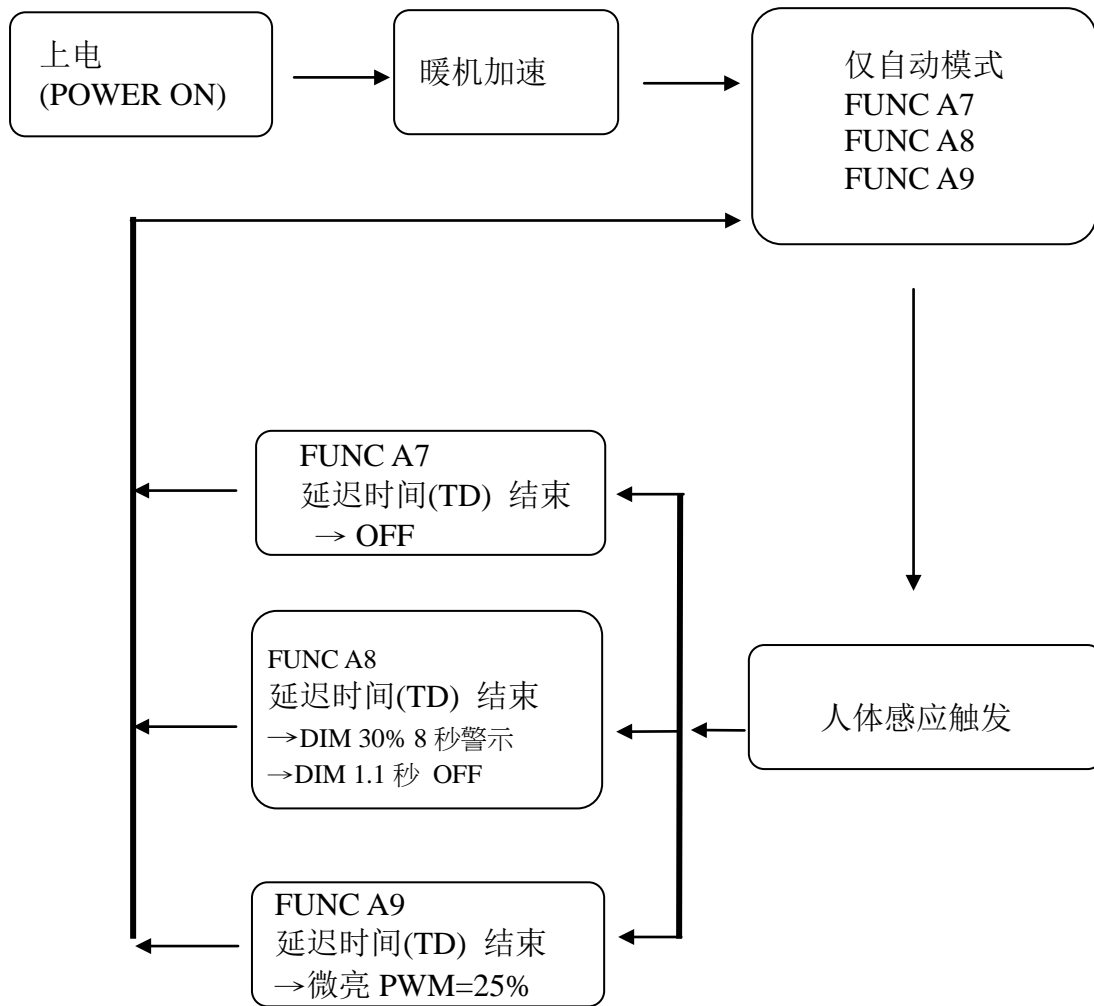 上电
(POWER ON)
暖机加速
仅自动模式
FUNC A7
FUNC A8
FUNC A9
FUNC A7
延迟时间(TD) 结束
→ OFF
FUNC A8
延迟时间(TD) 结束
→DIM 30% 8 秒警示
→DIM 1.1 秒 OFF
人体感应触发
FUNC A9
延迟时间(TD) 结束
→微亮 PWM=25%